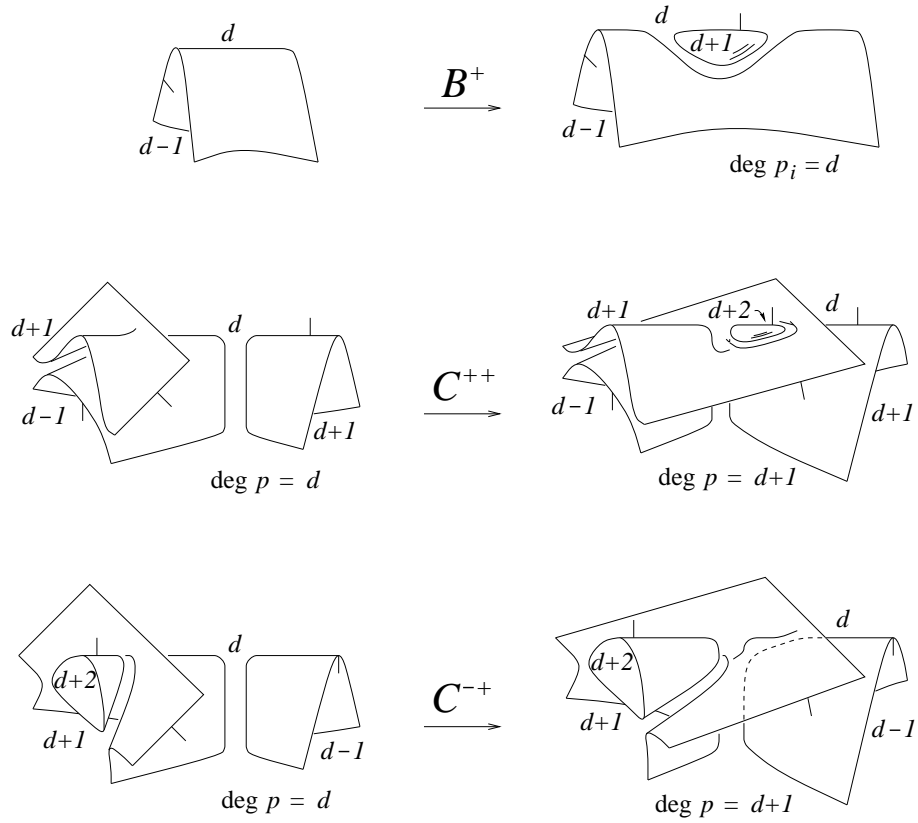 d
d-1
B⁺
d
d+1
d-1
deg pᵢ = d
d+1
d
d-1
d+1
deg p = d
C⁺⁺
d+1
d+2
d
d-1
d+1
deg p = d+1
d
d+2
d+1
d-1
deg p = d
C⁻⁺
d
d+2
d+1
d-1
deg p = d+1